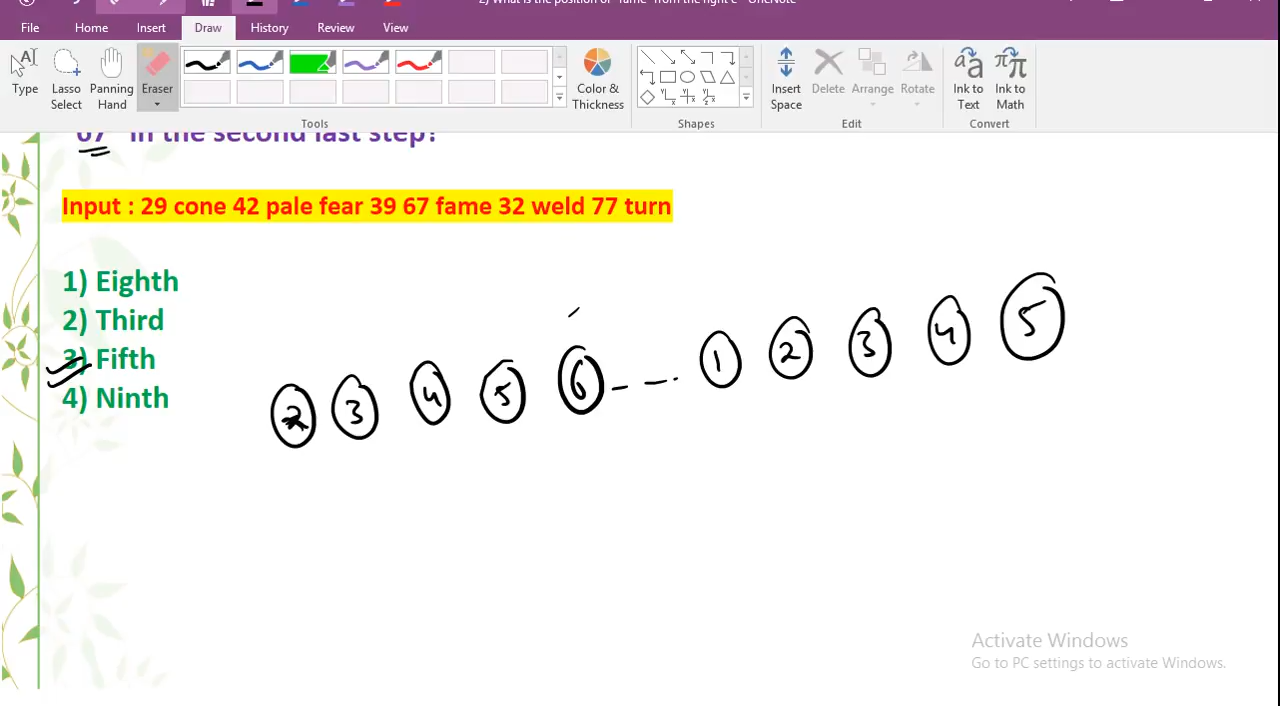 File Home Insert Draw History Review View
Type Lasso Select Panning Hand Eraser Color & Thickness Insert Space Delete Arrange Rotate Ink to Text Ink to Math
Tools Shapes Edit Convert
67 in the second last step?
Input : 29 cone 42 pale fear 39 67 fame 32 weld 77 turn
1) Eighth
2) Third
3) Fifth
4) Ninth
2 3 4 5 6 -- 1 2 3 4 5
Activate Windows
Go to PC settings to activate Windows.